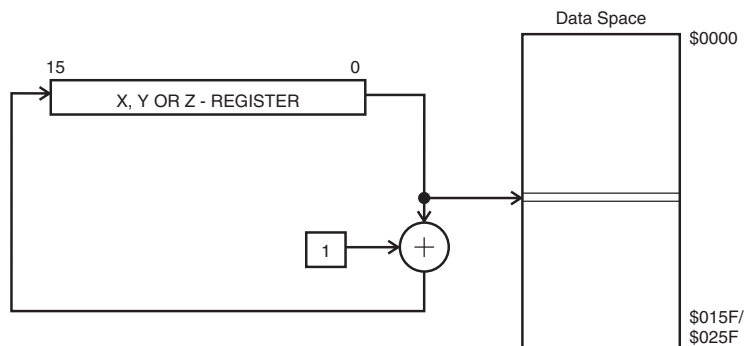 Data Space
$0000
15
0
X, Y OR Z - REGISTER
1
+
$015F/
$025F